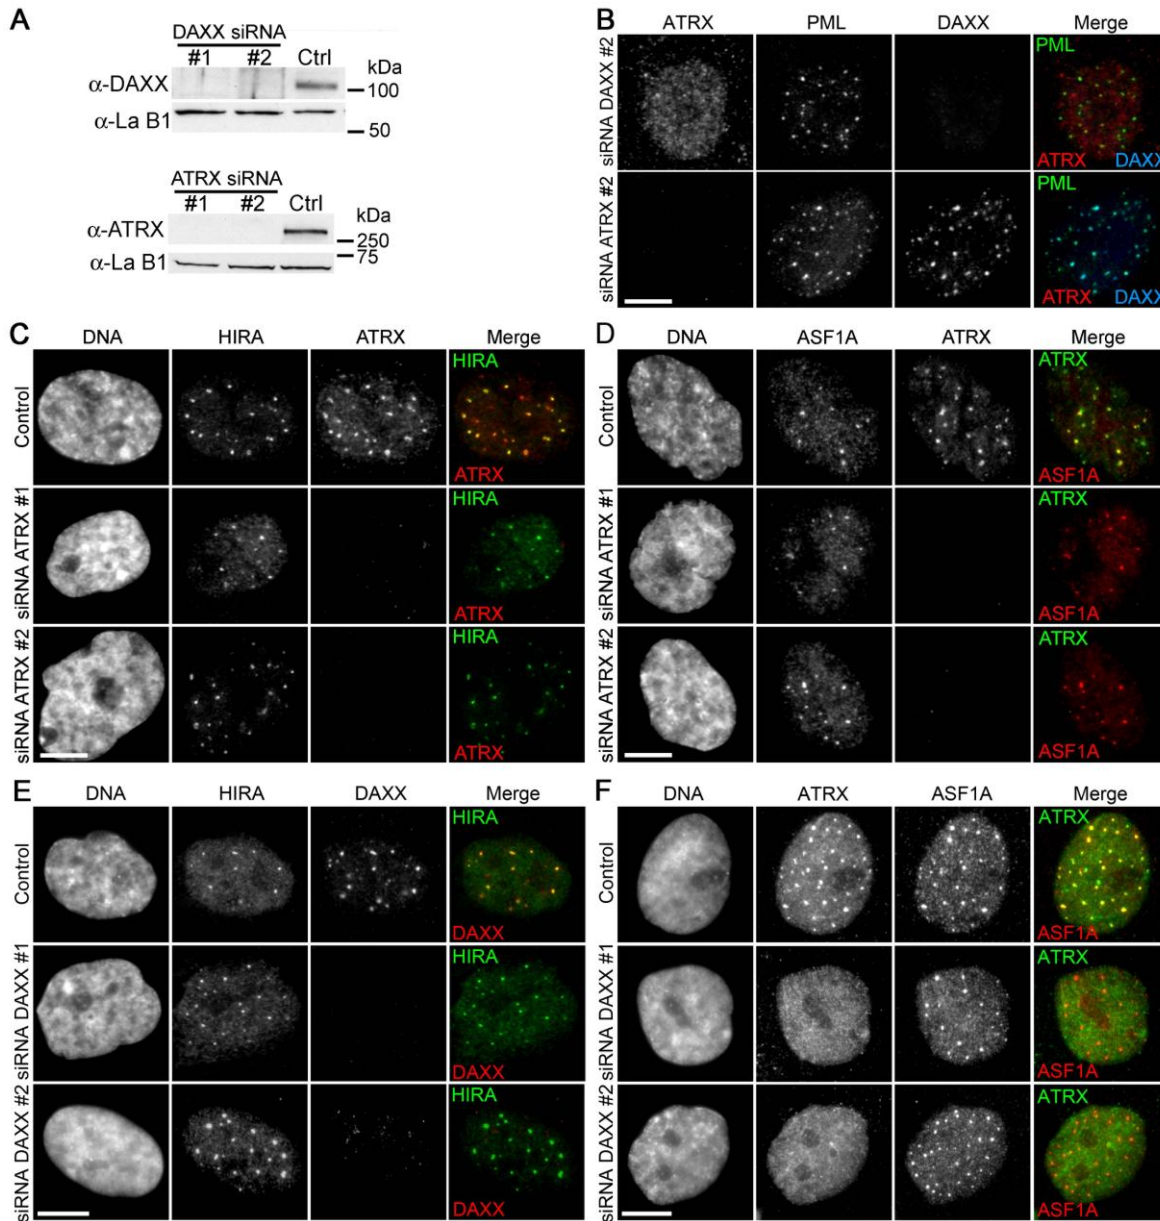 A
DAXX siRNA
#1 #2 Ctrl
kDa
α-DAXX
100
α-La B1
50
ATRX siRNA
#1 #2 Ctrl
kDa
α-ATRX
250
75
α-La B1
B
ATRX PML DAXX Merge
siRNA DAXX #2
PML
ATRX DAXX
siRNA ATRX #2
PML
ATRX DAXX
C
DNA HIRA ATRX Merge
Control
HIRA
ATRX
siRNA ATRX #1
HIRA
ATRX
siRNA ATRX #2
HIRA
ATRX
D
DNA ASF1A ATRX Merge
Control
ATRX
ASF1A
siRNA ATRX #1
ATRX
ASF1A
siRNA ATRX #2
ATRX
ASF1A
E
DNA HIRA DAXX Merge
Control
HIRA
DAXX
siRNA DAXX #1
HIRA
DAXX
siRNA DAXX #2
HIRA
DAXX
F
DNA ATRX ASF1A Merge
Control
ATRX
ASF1A
siRNA DAXX #1
ATRX
ASF1A
siRNA DAXX #2
ATRX
ASF1A